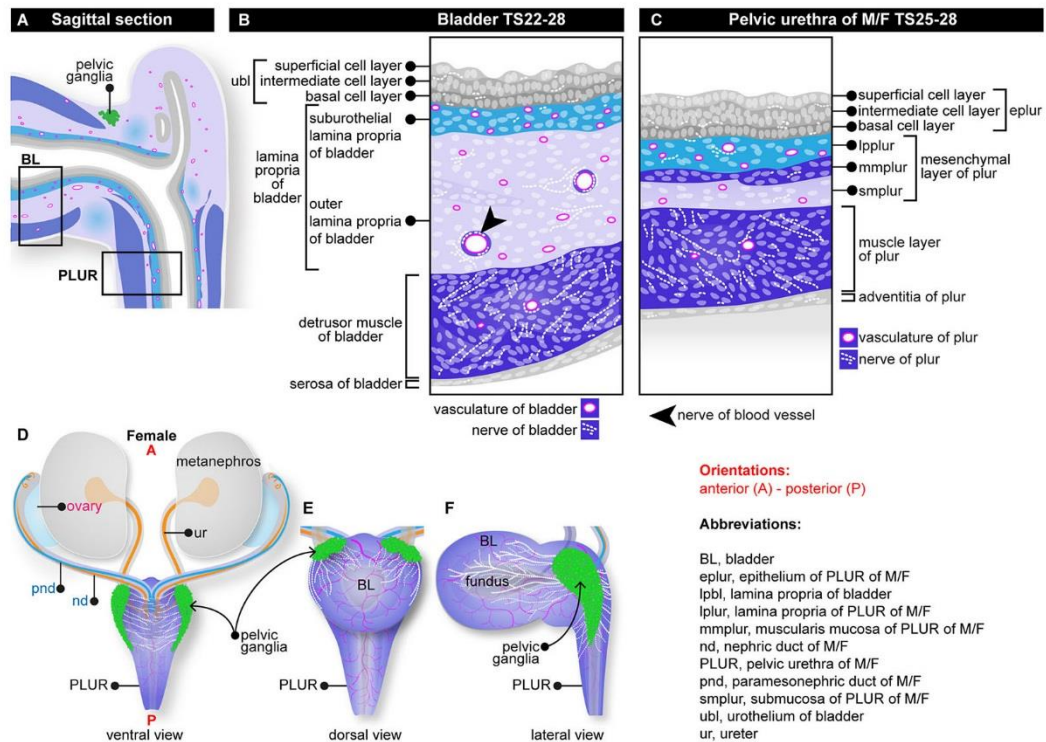 A Sagittal section
B Bladder TS22-28
C Pelvic urethra of M/F TS25-28
pelvic
ganglia
BL
PLUR
superficial cell layer
ubl
intermediate cell layer
basal cell layer
suburothelial
lamina propria
of bladder
lamina
propria
of
bladder
outer
lamina propria
of bladder
detrusor muscle
of bladder
serosa of bladder
vasculature of bladder
nerve of bladder
superficial cell layer
intermediate cell layer
eplur
basal cell layer
lpplur
mmplur
mesenchymal
layer of plur
smplur
muscle layer
of plur
adventitia of plur
vasculature of plur
nerve of plur
nerve of blood vessel
D
Female
A
metanephros
ovary
ur
pnd
nd
PLUR
P
ventral view
pelvic
ganglia
E
BL
PLUR
dorsal view
F
BL
fundus
pelvic
ganglia
PLUR
lateral view
Orientations:
anterior (A) - posterior (P)
Abbreviations:
BL, bladder
eplur, epithelium of PLUR of M/F
lpbl, lamina propria of bladder
lplur, lamina propria of PLUR of M/F
mmplur, muscularis mucosa of PLUR of M/F
nd, nephric duct of M/F
PLUR, pelvic urethra of M/F
pnd, paramesonephric duct of M/F
smplur, submucosa of PLUR of M/F
ubl, urothelium of bladder
ur, ureter